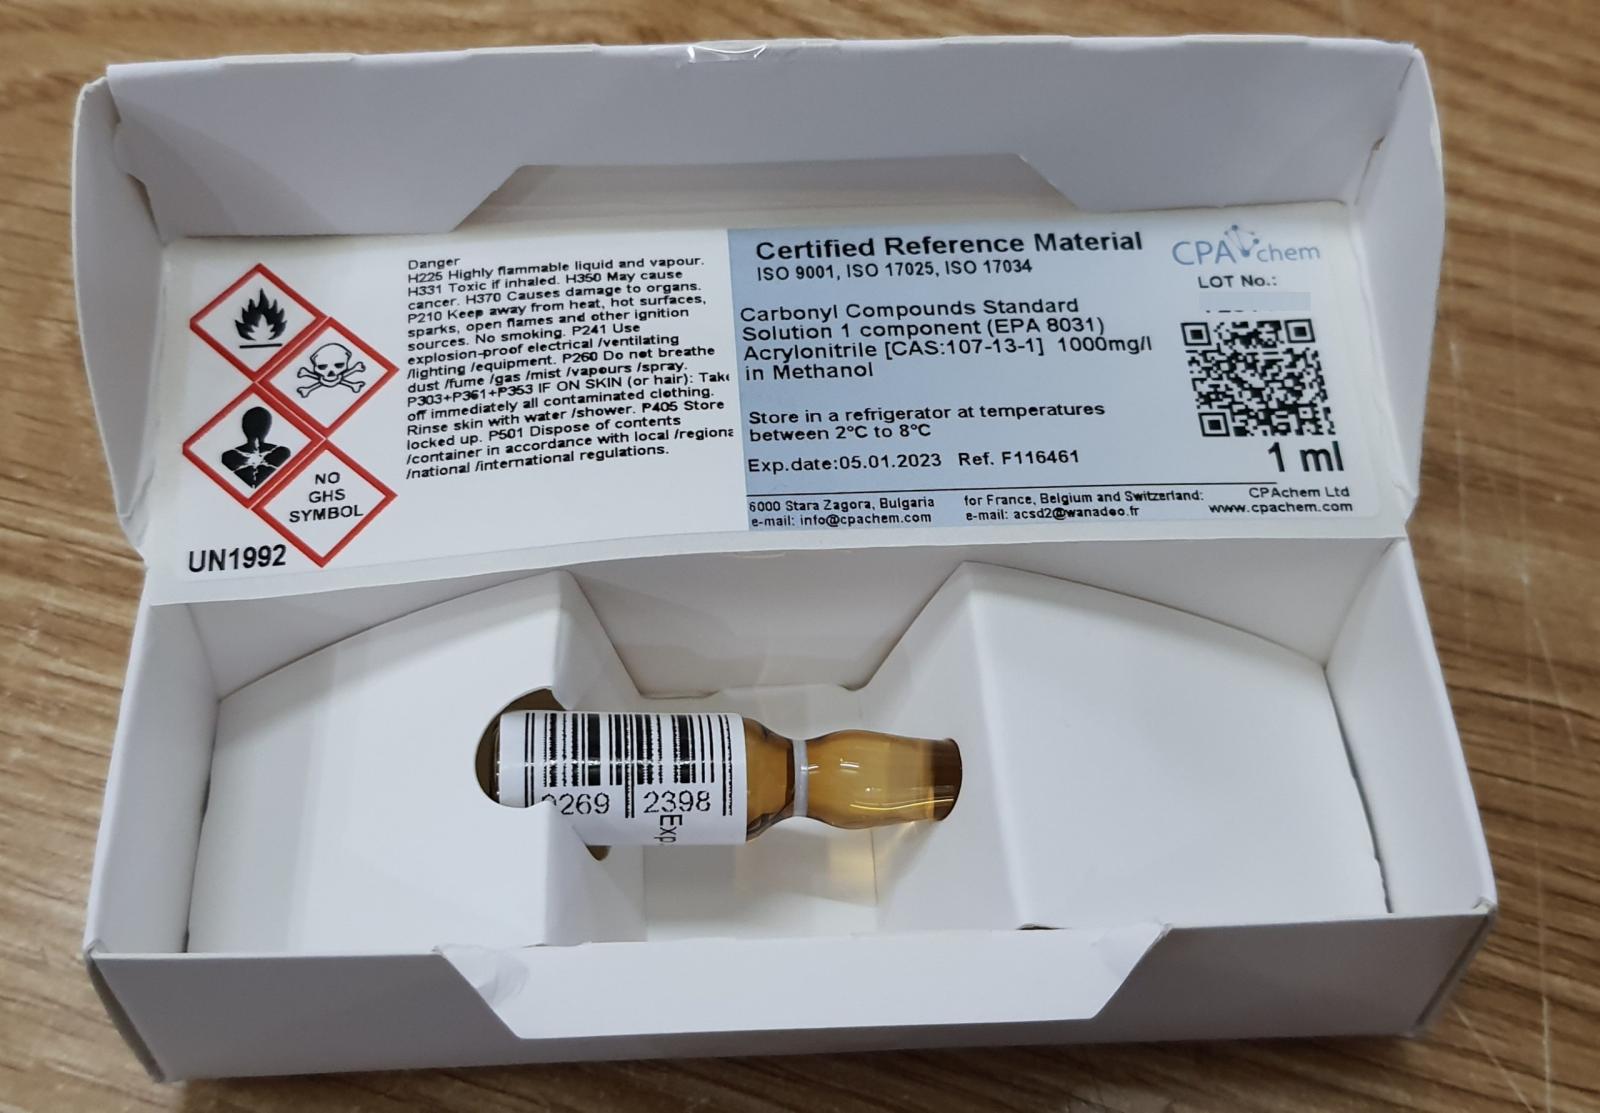 Danger
H225 Highly flammable liquid and vapour.
H331 Toxic if inhaled. H350 May cause
cancer. H370 Causes damage to organs.
P210 Keep away from heat, hot surfaces,
sparks, open flames and other ignition
sources. No smoking. P241 Use
explosion-proof electrical /ventilating
/lighting /equipment. P260 Do not breathe
dust /fume /gas /mist /vapours /spray.
P303+P361+P353 IF ON SKIN (or hair): Take
off immediately all contaminated clothing.
Rinse skin with water /shower. P405 Store
locked up. P501 Dispose of contents
/container in accordance with local /regiona
/national /international regulations.
NO
GHS
SYMBOL
UN1992
Certified Reference Material
ISO 9001, ISO 17025, ISO 17034
Carbonyl Compounds Standard
Solution 1 component (EPA 8031)
Acrylonitrile [CAS:107-13-1] 1000mg/l
in Methanol
Store in a refrigerator at temperatures
between 2°C to 8°C
Exp.date:05.01.2023 Ref. F116461
6000 Stara Zagora, Bulgaria
e-mail: info@cpachem.com
for France, Belgium and Switzerland:
e-mail: acsd2@wanadoo.fr
CPAchem
LOT No.:
1 ml
CPAchem Ltd
www.cpachem.com
269 2398
Exp.